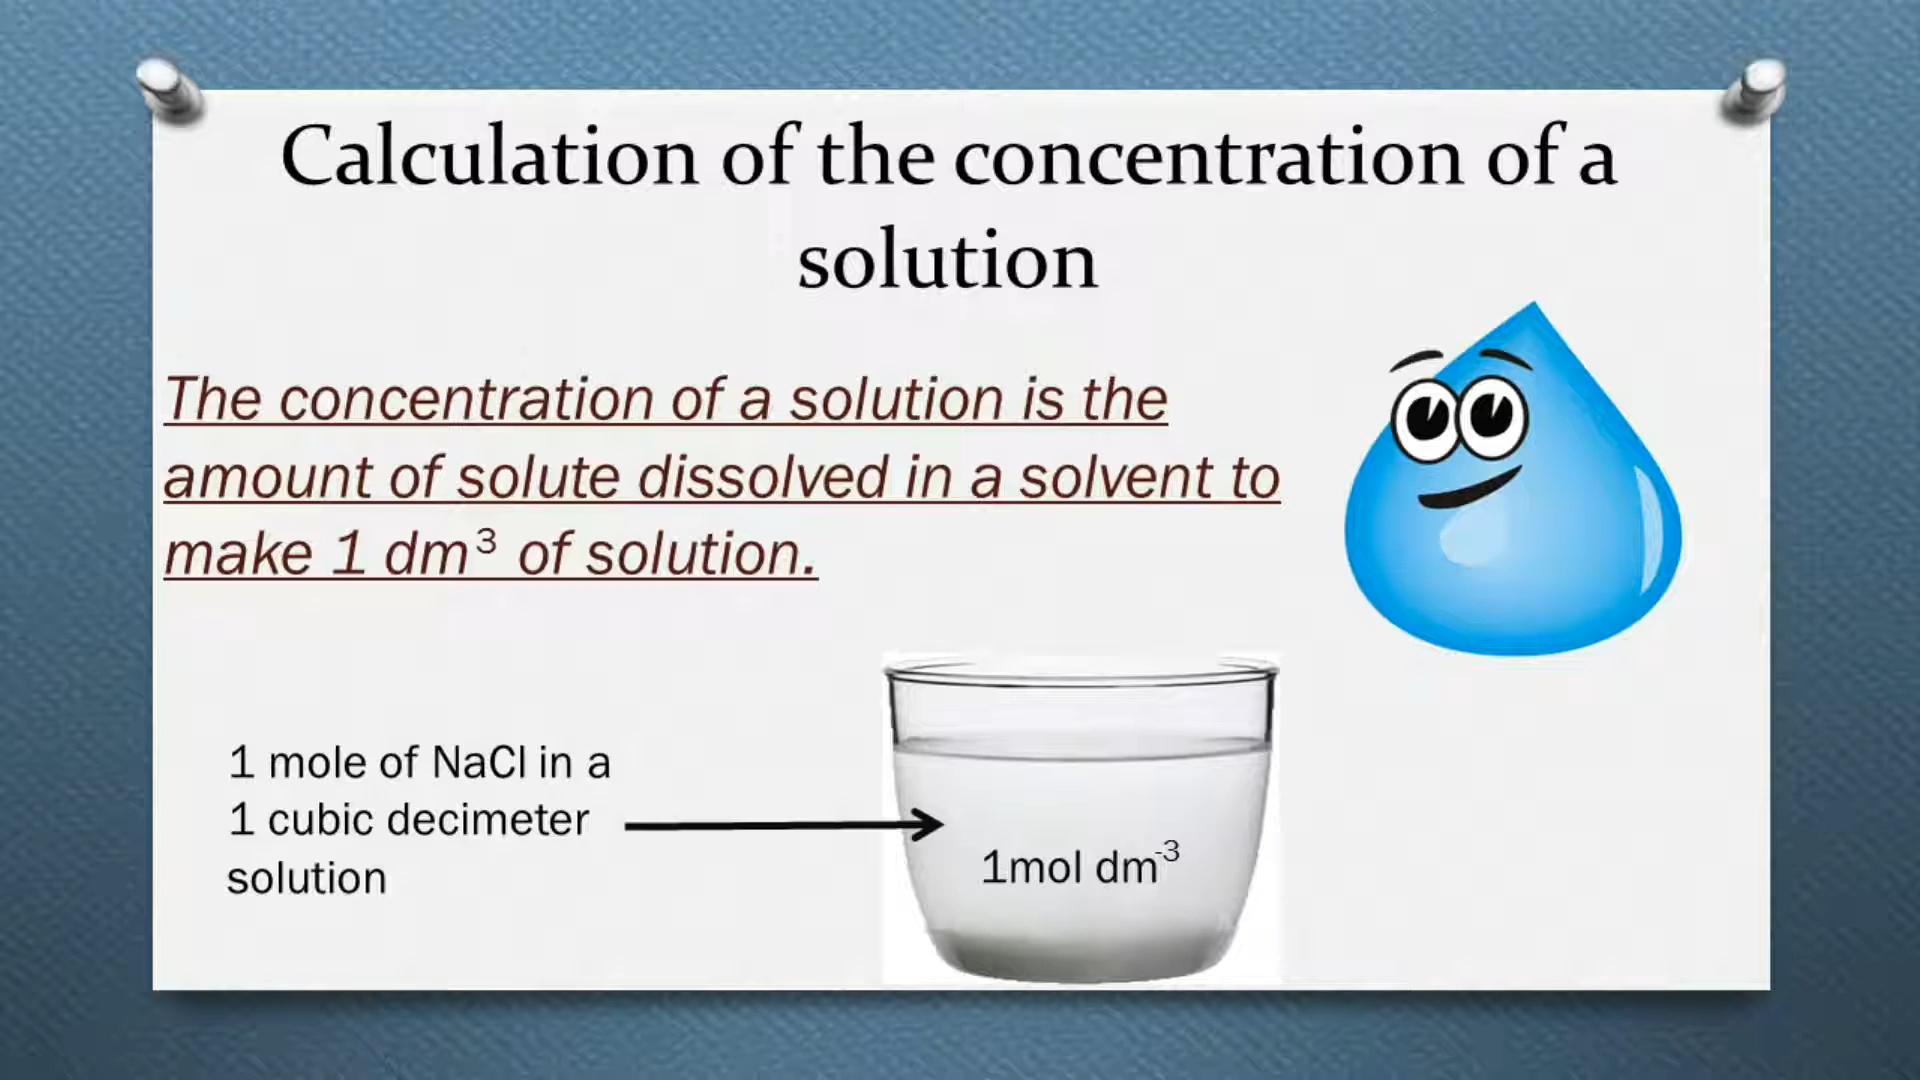 Calculation of the concentration of a
solution
The concentration of a solution is the
amount of solute dissolved in a solvent to
make 1 dm³ of solution.
1 mole of NaCl in a
1 cubic decimeter
solution
1mol dm⁻³